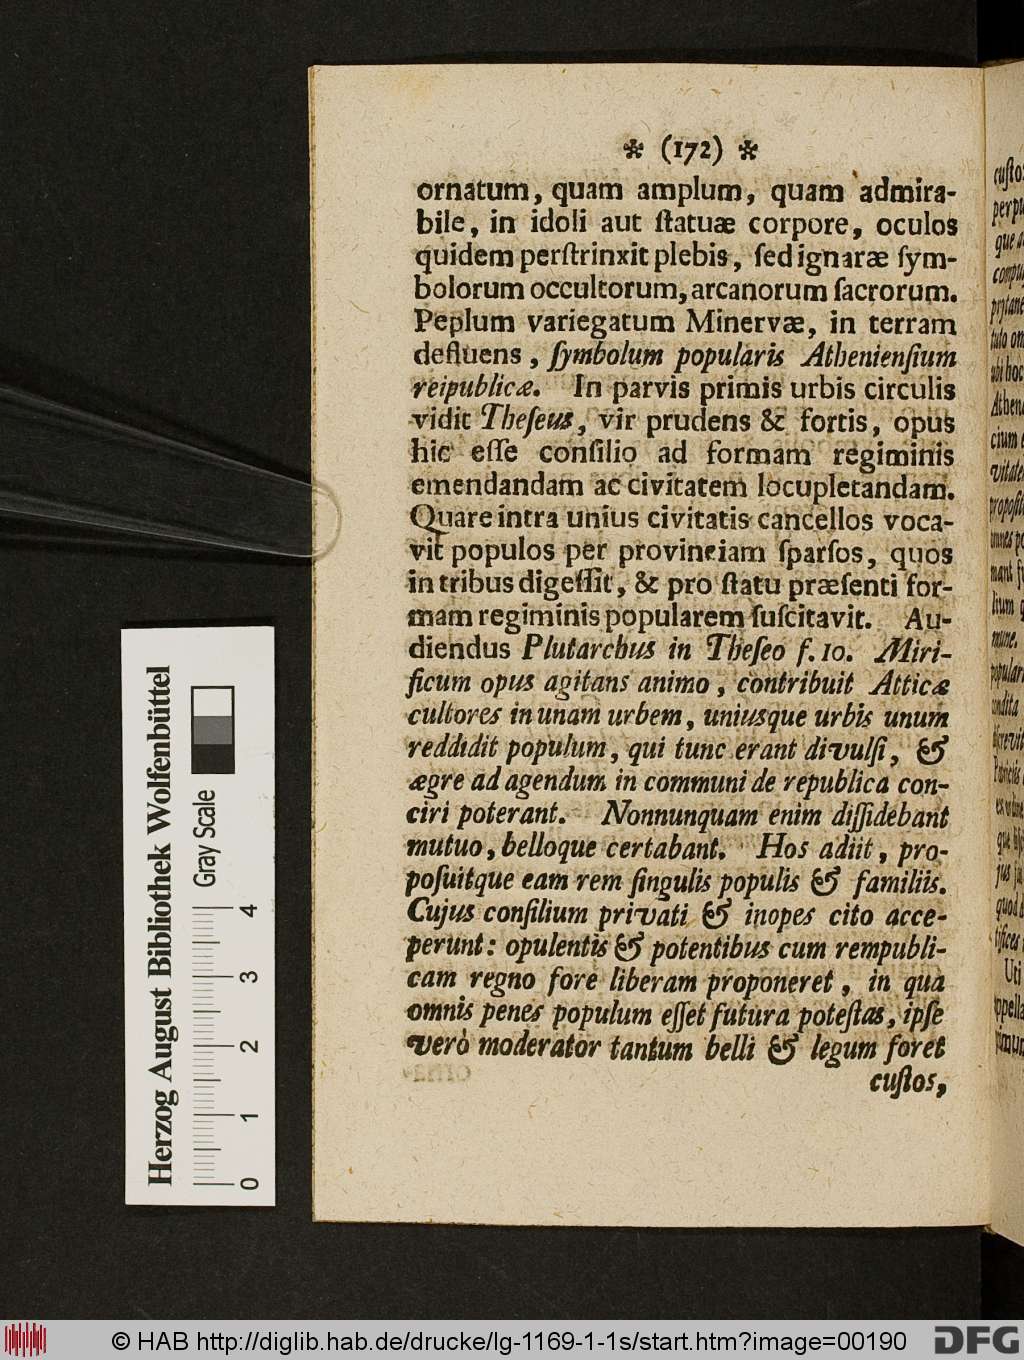 ✲ (172) ✲
ornatum, quam amplum, quam admira-
bile, in idoli aut ſtatuæ corpore, oculos
quidem perſtrinxit plebis, ſed ignaræ ſym-
bolorum occultorum, arcanorum ſacrorum.
Peplum variegatum Minervæ, in terram
defluens, ſymbolum popularis Athenienſium
reipublicæ. In parvis primis urbis circulis
vidit Theſeus, vir prudens & fortis, opus
hic eſſe conſilio ad formam regiminis
emendandam ac civitatem locupletandam.
Quare intra unius civitatis cancellos voca-
vit populos per provinciam ſparſos, quos
in tribus digeſſit, & pro ſtatu præſenti for-
mam regiminis popularem ſuſcitavit. Au-
diendus Plutarchus in Theſeo f. 10. Miri-
ficum opus agitans animo, contribuit Atticæ
cultores in unam urbem, uniusque urbis unum
reddidit populum, qui tunc erant divulſi, &
ægre ad agendum in communi de republica con-
ciri poterant. Nonnunquam enim diſſidebant
mutuo, belloque certabant. Hos adiit, pro-
poſuitque eam rem ſingulis populis & familiis.
Cujus conſilium privati & inopes cito acce-
perunt: opulentis & potentibus cum rempubli-
cam regno fore liberam proponeret, in qua
omnis penes populum eſſet futura poteſtas, ipſe
verò moderator tantum belli & legum foret
cuſtos,
Herzog August Bibliothek Wolfenbüttel
Gray Scale
0 1 2 3 4
© HAB http://diglib.hab.de/drucke/lg-1169-1-1s/start.htm?image=00190
DFG